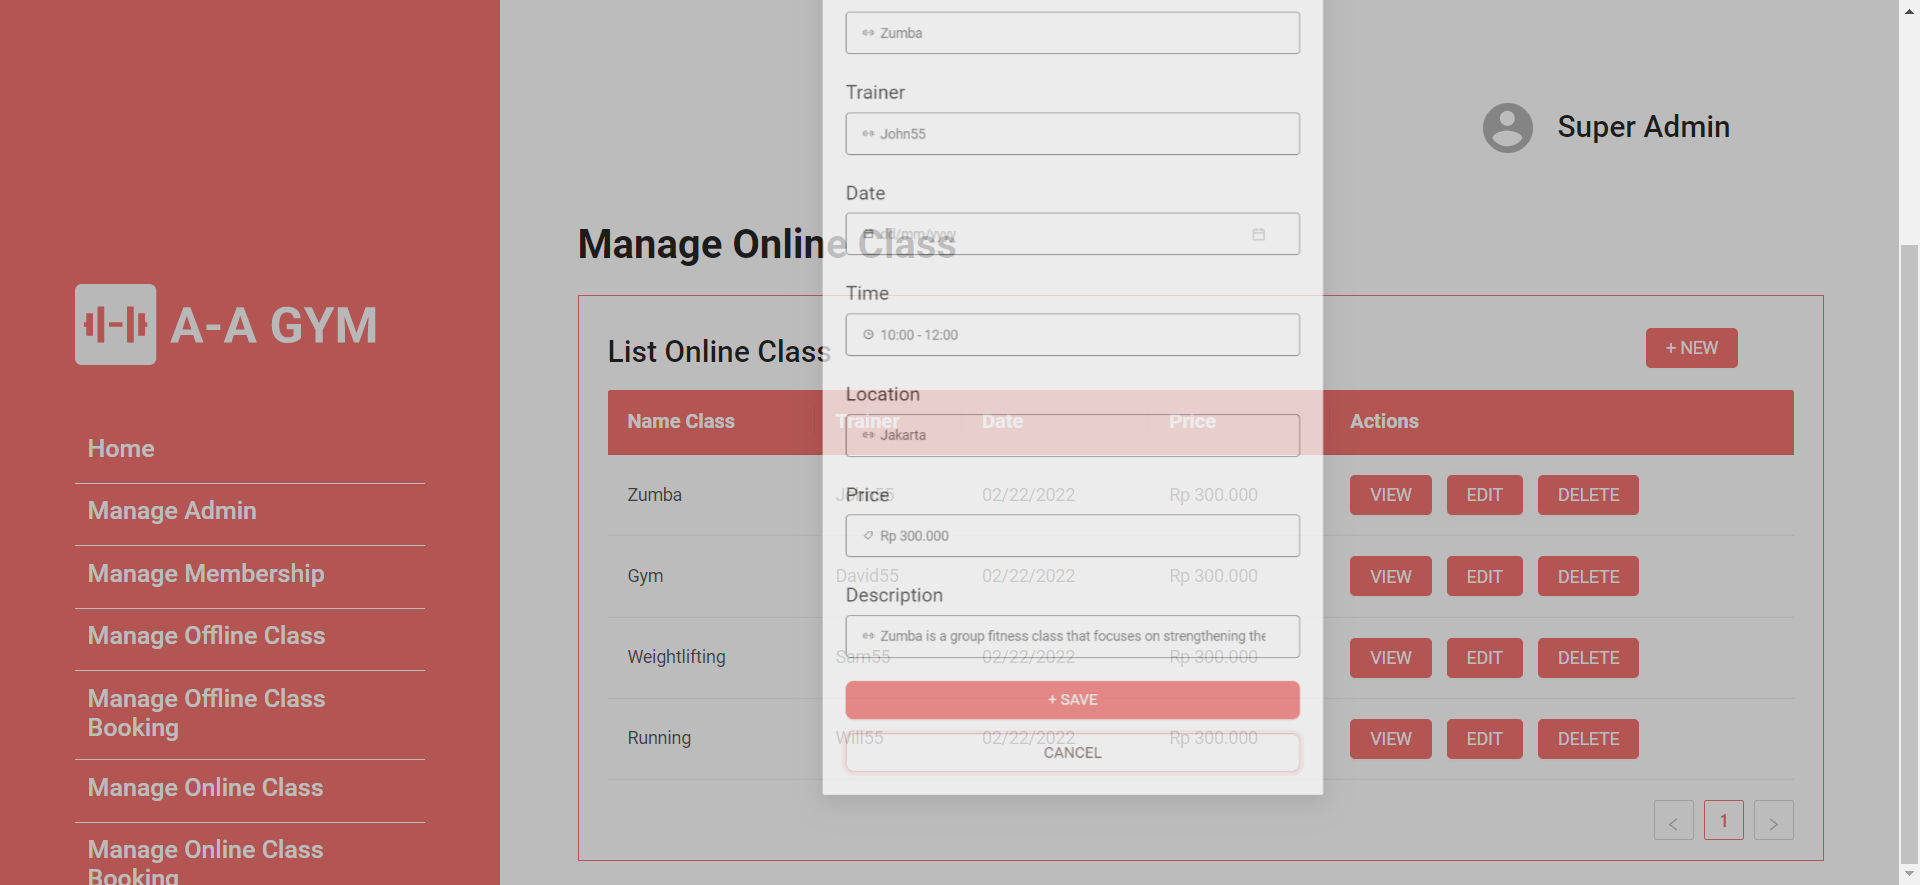 A-A GYM
Home
Manage Admin
Manage Membership
Manage Offline Class
Manage Offline Class
Booking
Manage Online Class
Manage Online Class
Booking
Super Admin
Manage Online Class
List Online Class
+ NEW
Name Class Trainer Date Price Actions
Zumba John55 02/22/2022 Rp 300.000 VIEW EDIT DELETE
Gym David55 02/22/2022 Rp 300.000 VIEW EDIT DELETE
Weightlifting Sam55 02/22/2022 Rp 300.000 VIEW EDIT DELETE
Running Will55 02/22/2022 Rp 300.000 VIEW EDIT DELETE
< 1 >
Zumba
Trainer
John55
Date
dd/mm/yyyy
Time
10:00 - 12:00
Location
Jakarta
Price
Rp 300.000
Description
Zumba is a group fitness class that focuses on strengthening the
+ SAVE
CANCEL